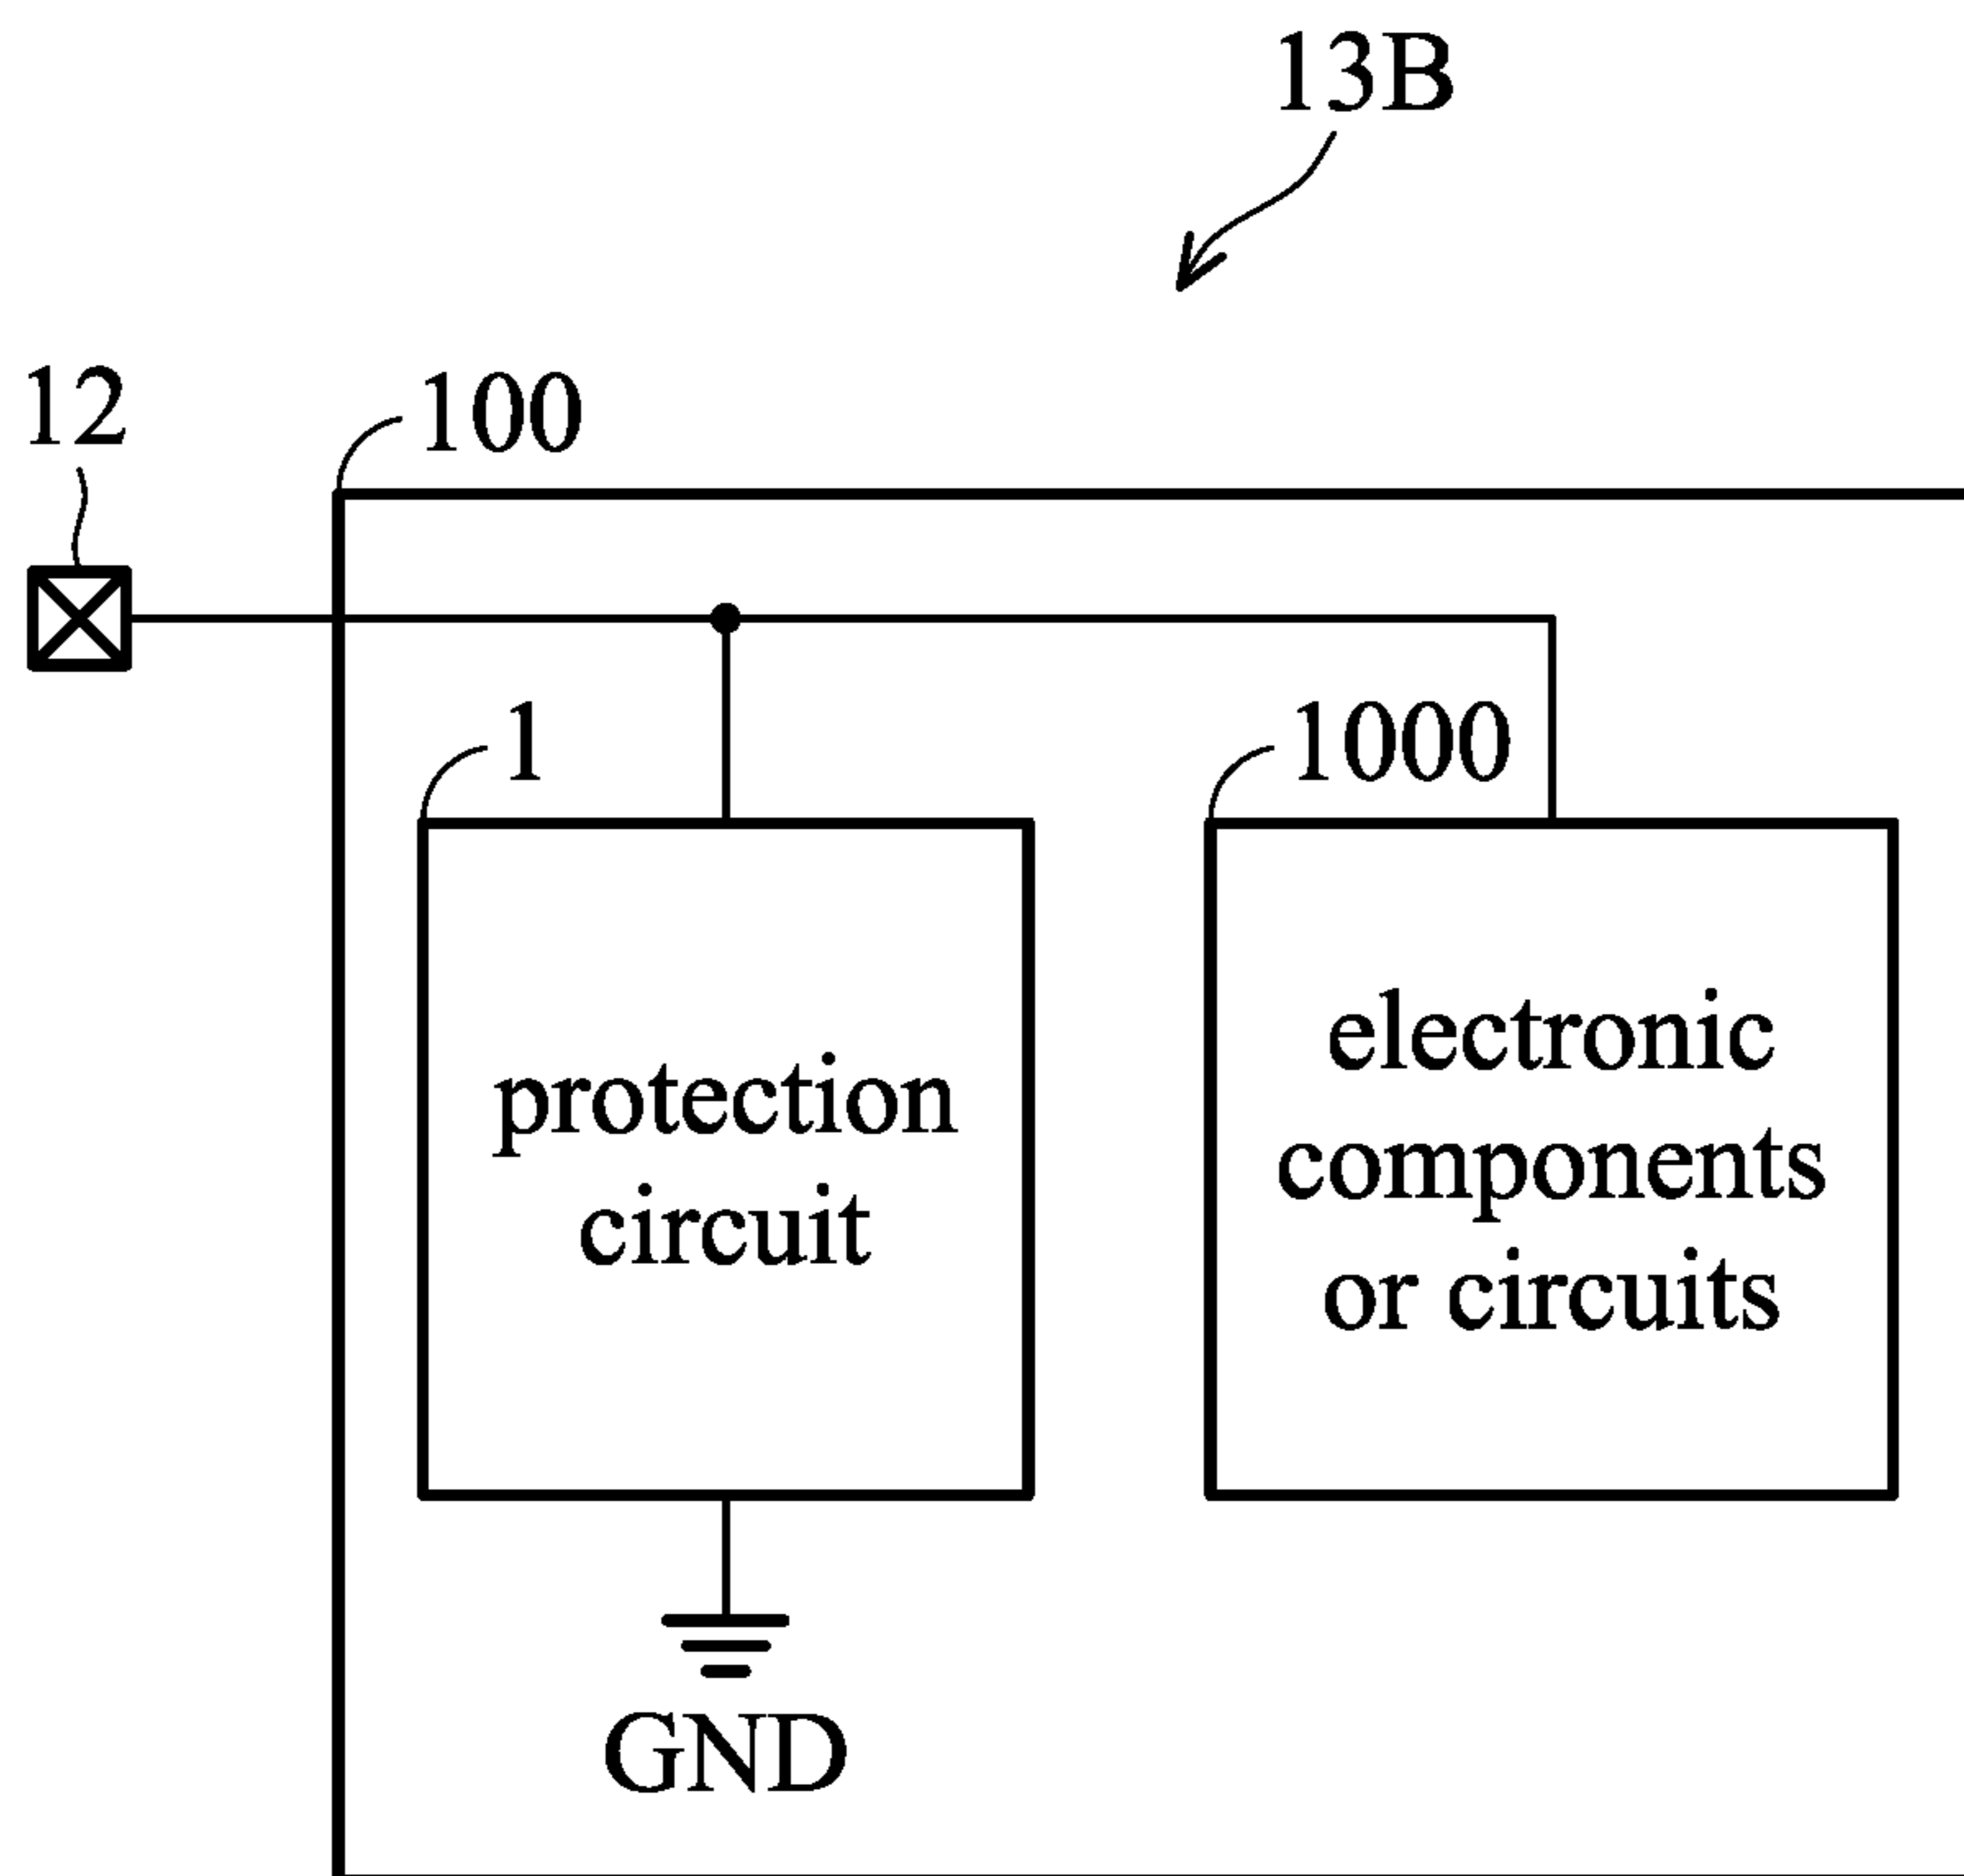 13B
12
100
1
1000
protection
circuit
electronic
components
or circuits
GND